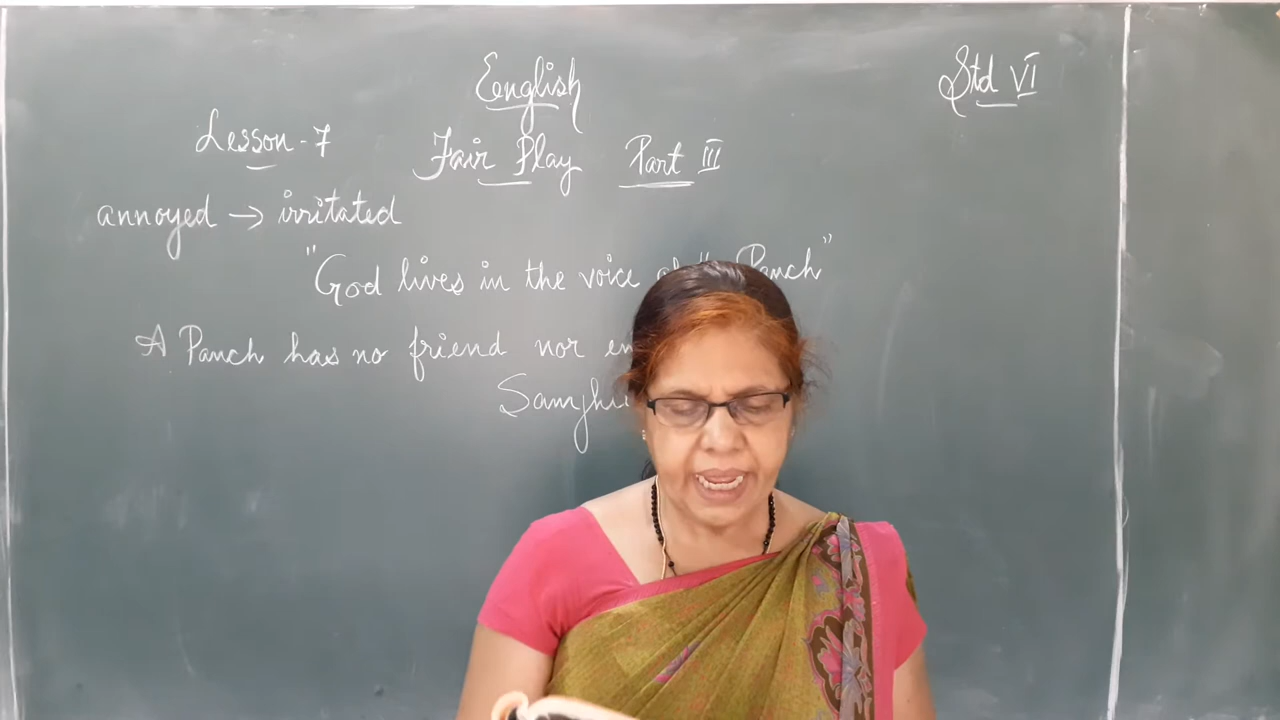 English
Std VI
Lesson-7 Fair Play Part III
annoyed → irritated
"God lives in the voice Panch"
A Panch has no friend nor